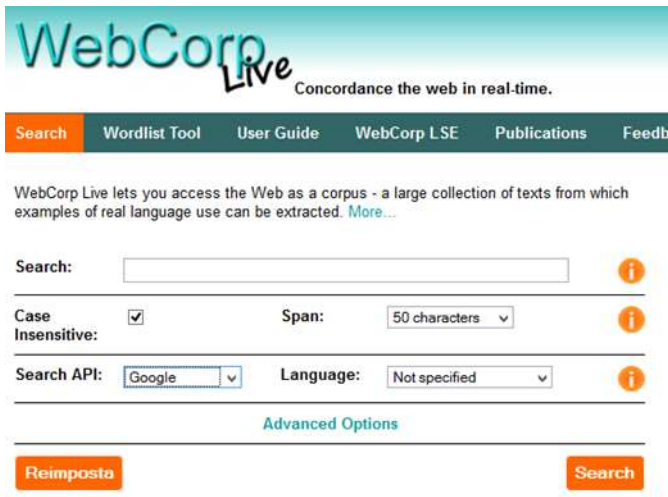 WebCorp
Live
Concordance the web in real-time.
Search Wordlist Tool User Guide WebCorp LSE Publications Feedb
WebCorp Live lets you access the Web as a corpus - a large collection of texts from which
examples of real language use can be extracted. More...
Search:
Case Insensitive: Span: 50 characters
Search API: Google Language: Not specified
Advanced Options
Reimposta Search